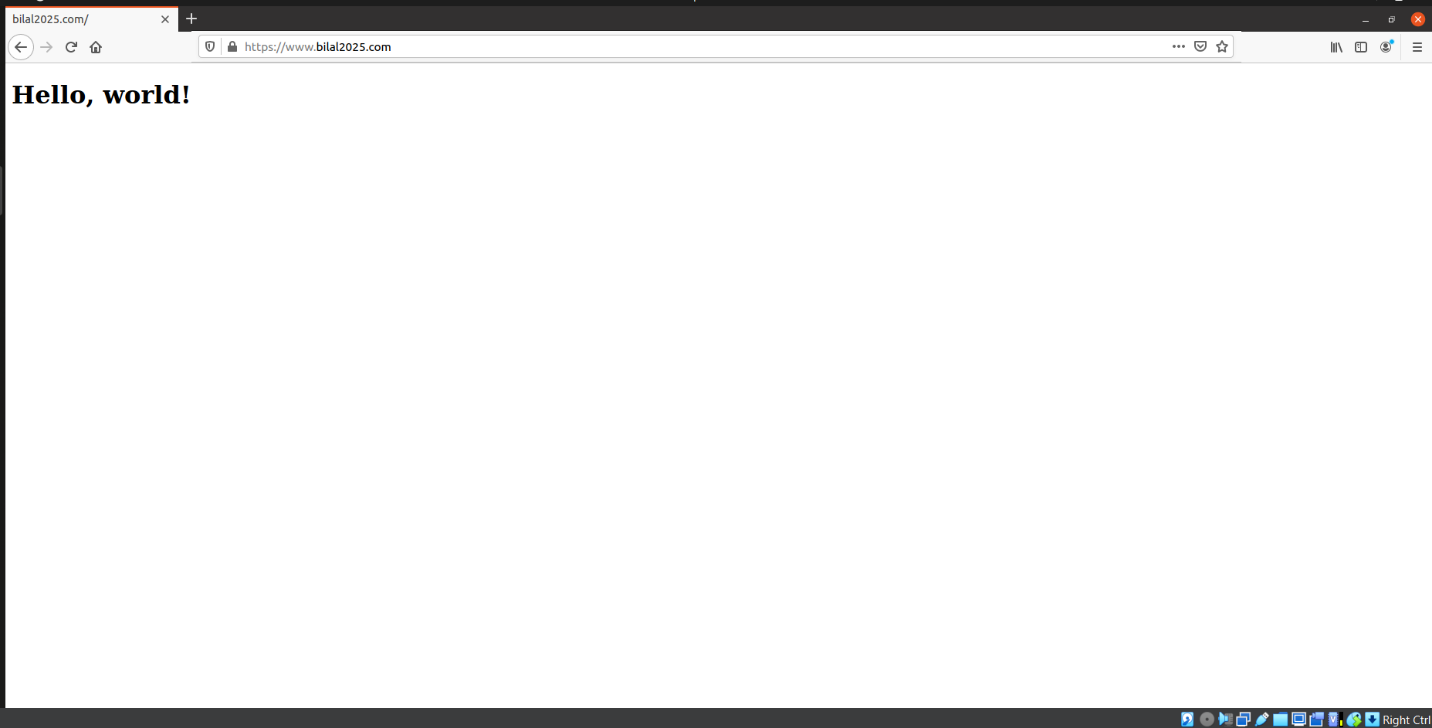 bilal2025.com/
https://www.bilal2025.com
Hello, world!
Right Ctrl